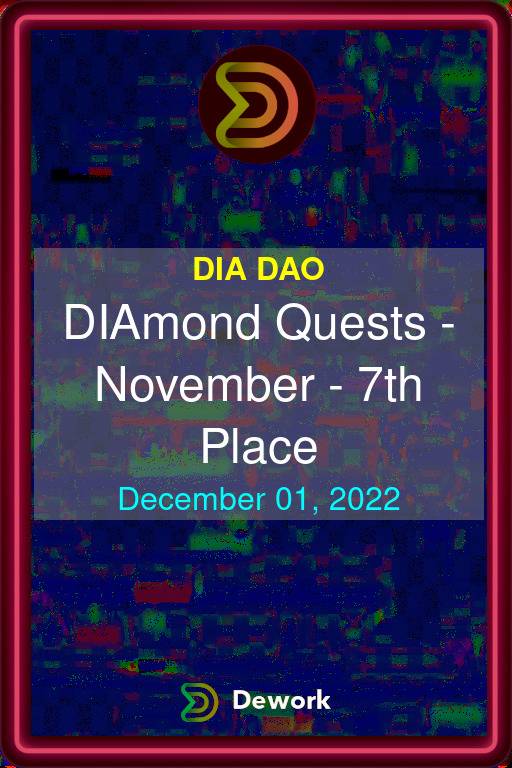 DIA DAO
DIAmond Quests -
November - 7th
Place
December 01, 2022
Dework